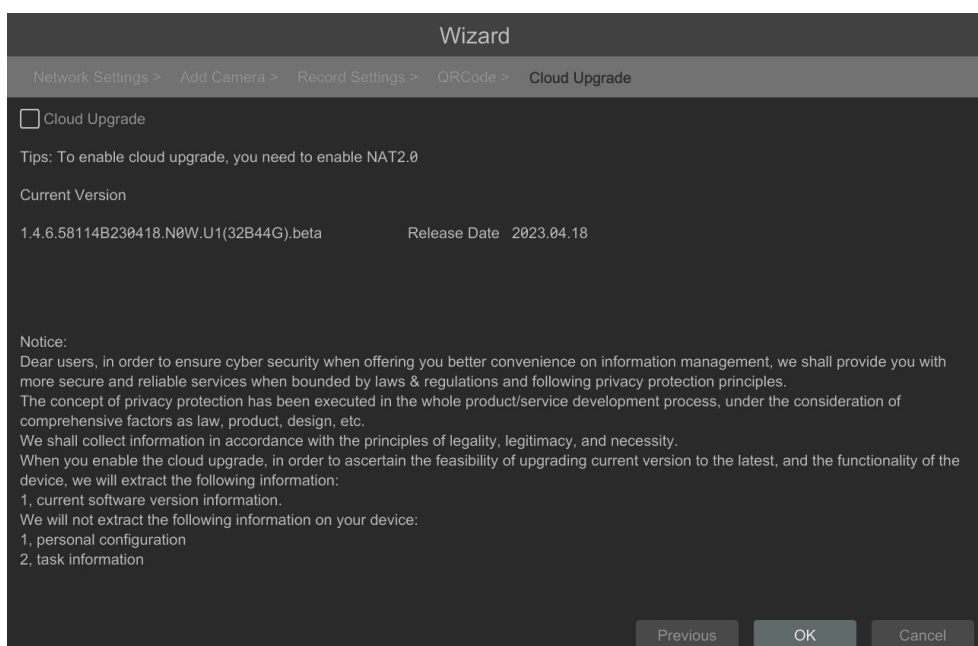 Wizard
Network Settings > Add Camera > Record Settings > QRCode > Cloud Upgrade
Cloud Upgrade
Tips: To enable cloud upgrade, you need to enable NAT2.0
Current Version
1.4.6.58114B230418.N0W.U1(32B44G).beta Release Date 2023.04.18
Notice:
Dear users, in order to ensure cyber security when offering you better convenience on information management, we shall provide you with
more secure and reliable services when bounded by laws & regulations and following privacy protection principles.
The concept of privacy protection has been executed in the whole product/service development process, under the consideration of
comprehensive factors as law, product, design, etc.
We shall collect information in accordance with the principles of legality, legitimacy, and necessity.
When you enable the cloud upgrade, in order to ascertain the feasibility of upgrading current version to the latest, and the functionality of the
device, we will extract the following information:
1, current software version information.
We will not extract the following information on your device:
1, personal configuration
2, task information
Previous OK Cancel